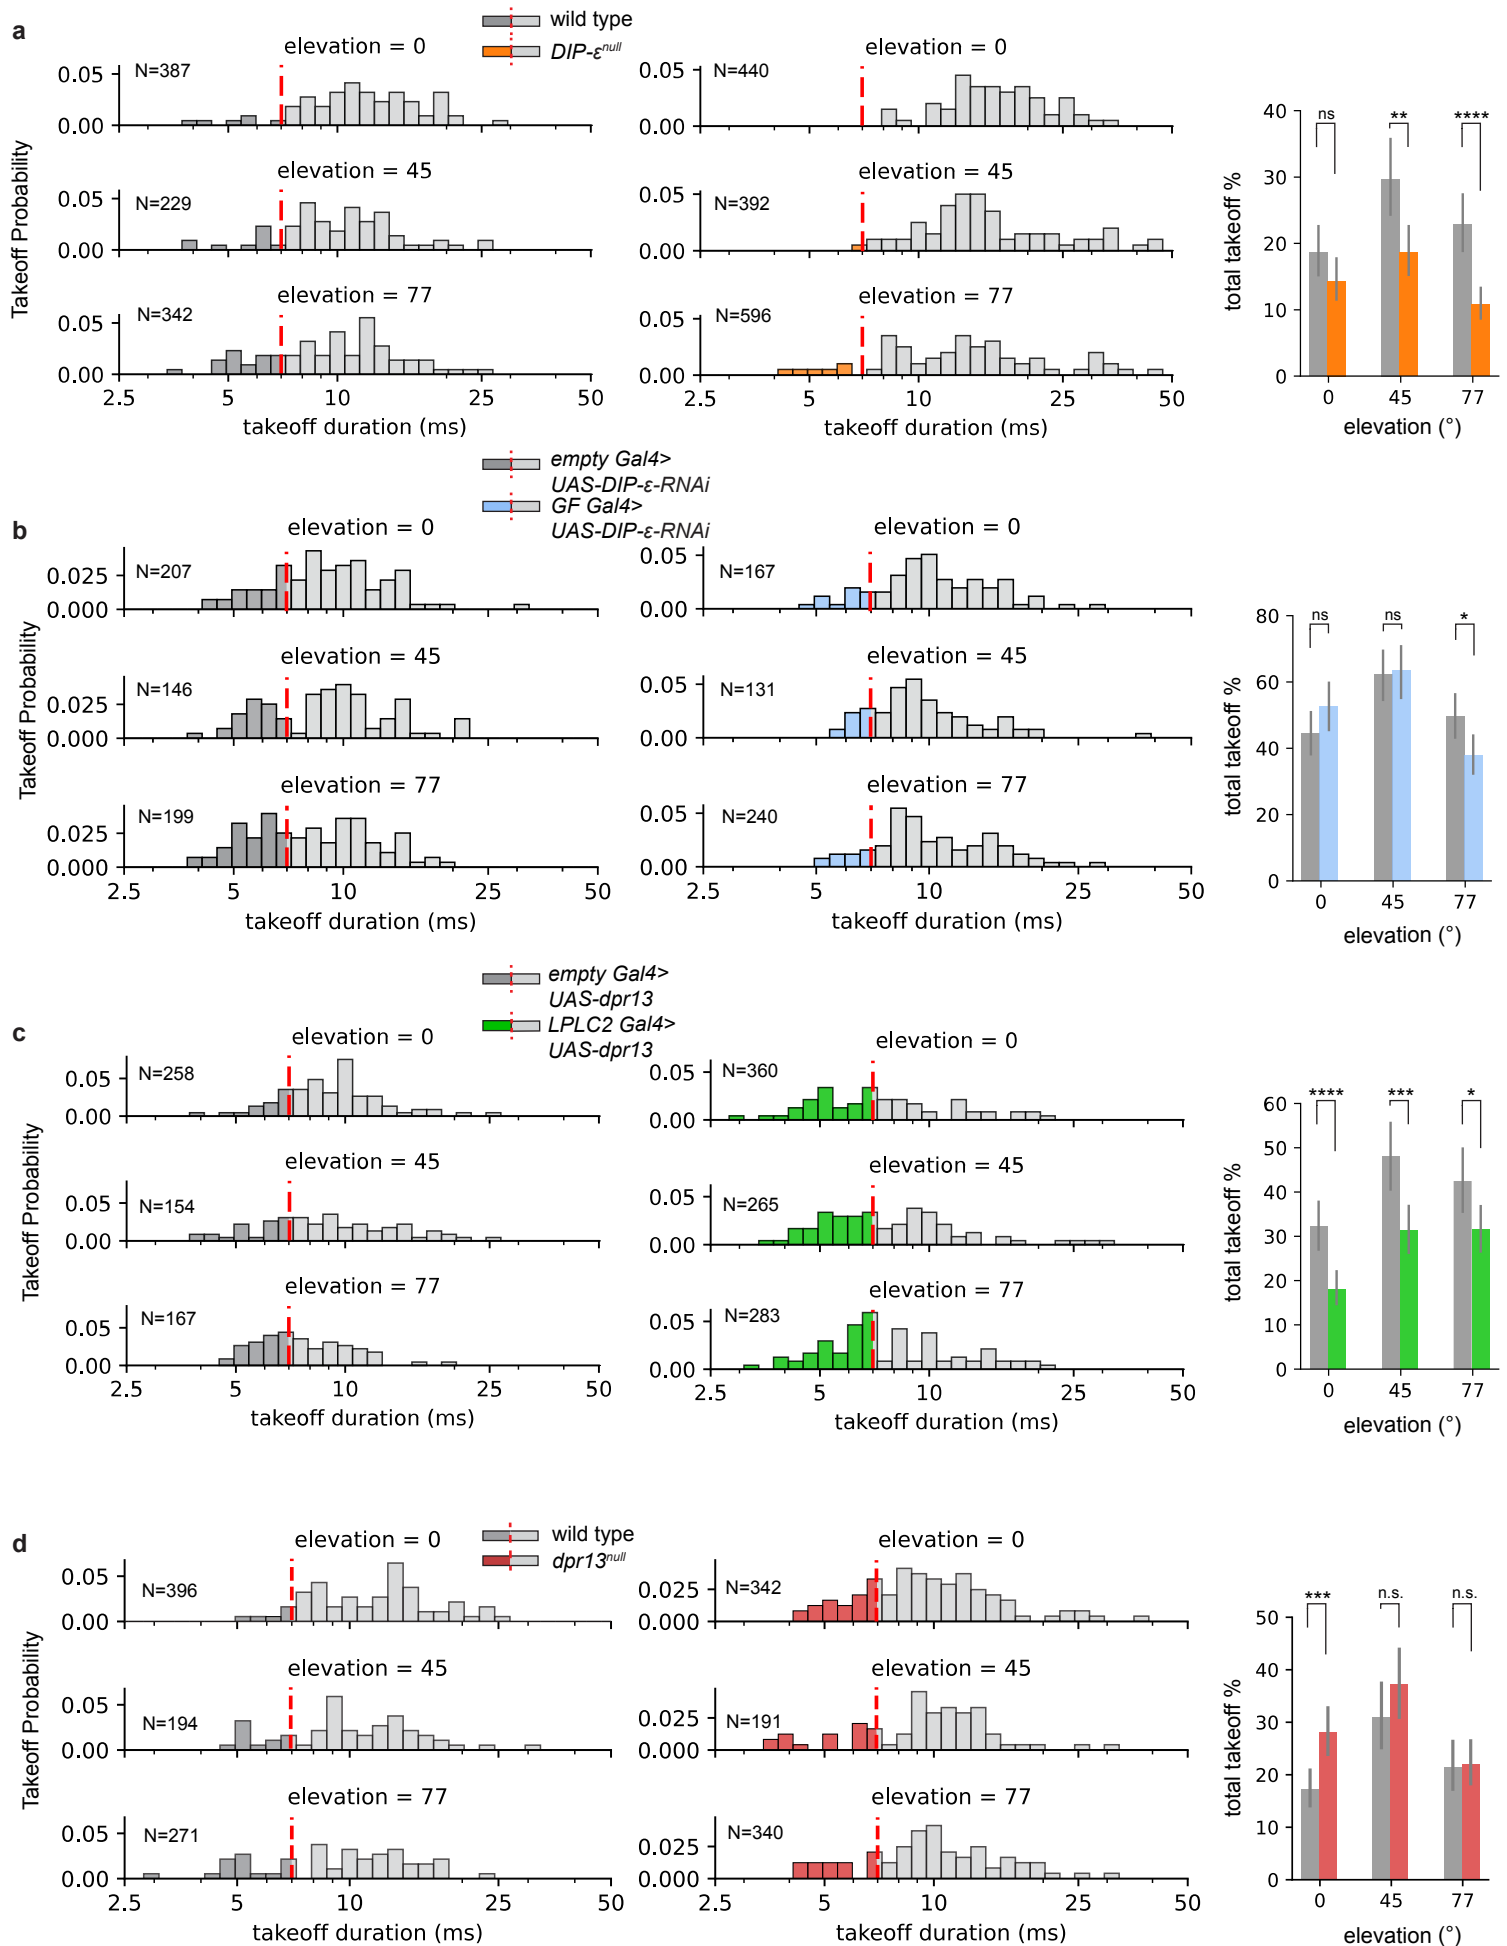 a
wild type
DIP-ε^null
elevation = 0
elevation = 0
0.05
0.00
N=387
0.05
0.00
N=440
elevation = 45
elevation = 45
0.05
0.00
N=229
0.05
0.00
N=392
elevation = 77
elevation = 77
0.05
0.00
N=342
0.05
0.00
N=596
2.5 5 10 25 50
2.5 5 10 25 50
takeoff duration (ms)
takeoff duration (ms)
Takeoff Probability
total takeoff %
40
30
20
10
0
ns ** ****
0 45 77
elevation (°)
b
empty Gal4>
UAS-DIP-ε-RNAi
GF Gal4>
UAS-DIP-ε-RNAi
elevation = 0
elevation = 0
0.025
0.000
N=207
0.05
0.00
N=167
elevation = 45
elevation = 45
0.025
0.000
N=146
0.05
0.00
N=131
elevation = 77
elevation = 77
0.025
0.000
N=199
0.05
0.00
N=240
2.5 5 10 25 50
2.5 5 10 25 50
takeoff duration (ms)
takeoff duration (ms)
Takeoff Probability
total takeoff %
80
60
40
20
0
ns ns *
0 45 77
elevation (°)
c
empty Gal4>
UAS-dpr13
LPLC2 Gal4>
UAS-dpr13
elevation = 0
elevation = 0
0.05
0.00
N=258
0.05
0.00
N=360
elevation = 45
elevation = 45
0.05
0.00
N=154
0.05
0.00
N=265
elevation = 77
elevation = 77
0.05
0.00
N=167
0.05
0.00
N=283
2.5 5 10 25 50
2.5 5 10 25 50
takeoff duration (ms)
takeoff duration (ms)
Takeoff Probability
total takeoff %
60
50
40
30
20
10
0
**** *** *
0 45 77
elevation (°)
d
wild type
dpr13^null
elevation = 0
elevation = 0
0.05
0.00
N=396
0.025
0.000
N=342
elevation = 45
elevation = 45
0.05
0.00
N=194
0.025
0.000
N=191
elevation = 77
elevation = 77
0.05
0.00
N=271
0.025
0.000
N=340
2.5 5 10 25 50
2.5 5 10 25 50
takeoff duration (ms)
takeoff duration (ms)
Takeoff Probability
total takeoff %
50
40
30
20
10
0
*** n.s. n.s.
0 45 77
elevation (°)